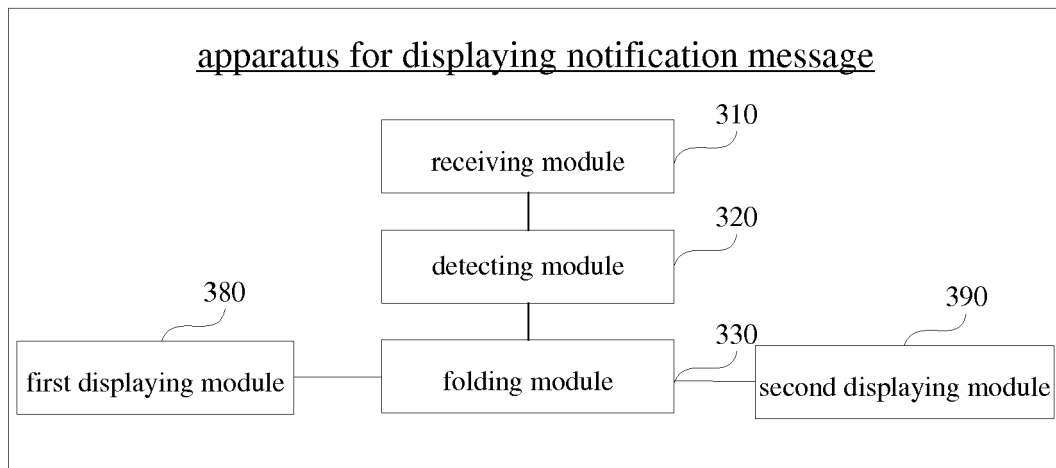 apparatus for displaying notification message
310
receiving module
320
detecting module
380
330
390
first displaying module
folding module
second displaying module